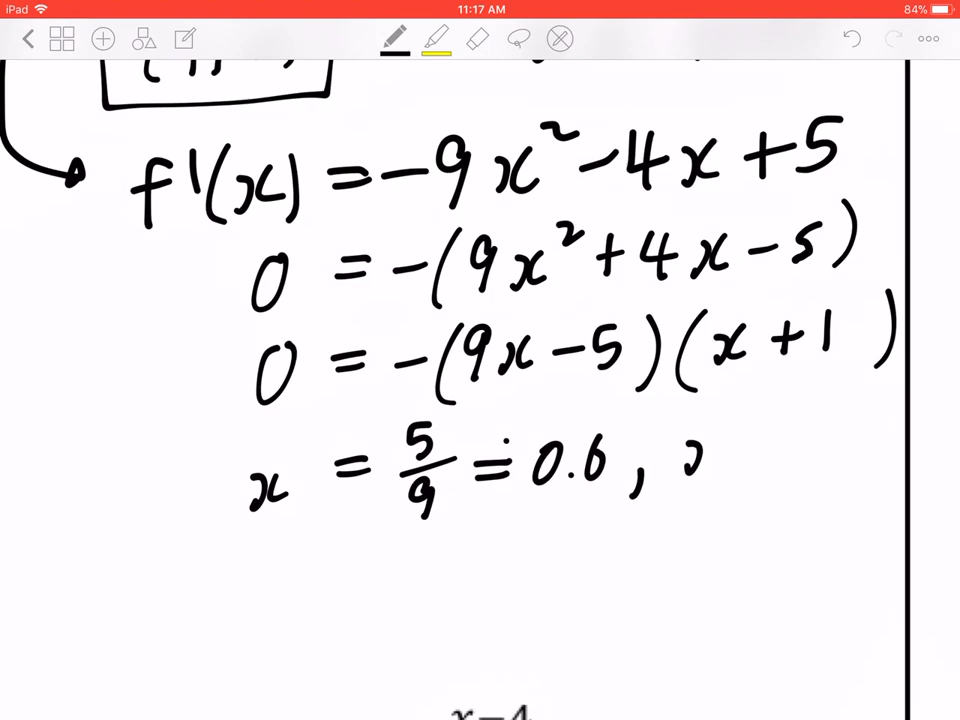 iPad 11:17 AM 84%
f'(x) = -9x² - 4x + 5
0 = -(9x² + 4x - 5)
0 = -(9x - 5)(x + 1)
x = 5/9 ≐ 0.6,